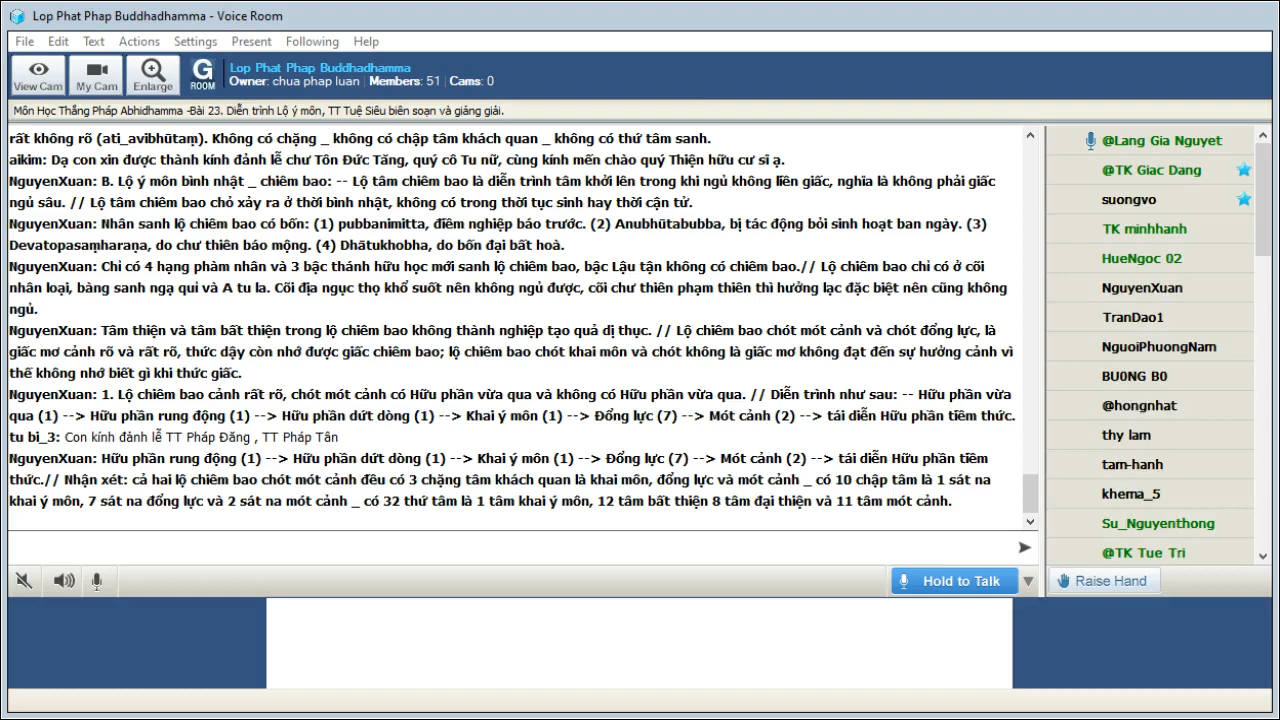 Lop Phat Phap Buddhadhamma - Voice Room
File Edit Text Actions Settings Present Following Help
View Cam My Cam Enlarge G ROOM
Lop Phat Phap Buddhadhamma
Owner: chua phap luan Members: 51 Cams: 0
Môn Học Thắng Pháp Abhidhamma -Bài 23. Diễn trình Lộ ý môn, TT Tuệ Siêu biên soạn và giảng giải.
rất không rõ (ati_avibhūtaṃ). Không có chặng _ không có chập tâm khách quan _ không có thứ tâm sanh.
aikim: Dạ con xin được thành kính đảnh lễ chư Tôn Đức Tăng, quý cô Tu nữ, cùng kính mến chào quý Thiện hữu cư sĩ ạ.
NguyenXuan: B. Lộ ý môn bình nhật _ chiêm bao: -- Lộ tâm chiêm bao là diễn trình tâm khởi lên trong khi ngủ không liền giấc, nghĩa là không phải giấc
ngủ sâu. // Lộ tâm chiêm bao chỏ xảy ra ở thời bình nhật, không có trong thời tục sinh hay thời cận tử.
NguyenXuan: Nhân sanh lộ chiêm bao có bốn: (1) pubbanimitta, điềm nghiệp báo trước. (2) Anubhūtabubba, bị tác động bỏi sinh hoạt ban ngày. (3)
Devatopasaṃharaṇa, do chư thiên báo mộng. (4) Dhātukhobha, do bốn đại bất hoà.
NguyenXuan: Chỉ có 4 hạng phàm nhân và 3 bậc thánh hữu học mới sanh lộ chiêm bao, bậc Lậu tận không có chiêm bao.// Lộ chiêm bao chỉ có ở cõi
nhân loại, bàng sanh ngạ qui và A tu la. Cõi địa ngục thọ khổ suốt nên không ngủ được, cõi chư thiên phạm thiên thì hưởng lạc đặc biệt nên cũng không
ngủ.
NguyenXuan: Tâm thiện và tâm bất thiện trong lộ chiêm bao không thành nghiệp tạo quả dị thục. // Lộ chiêm bao chót mót cảnh và chót đổng lực, là
giấc mơ cảnh rõ và rất rõ, thức dậy còn nhớ được giấc chiêm bao; lộ chiêm bao chót khai môn và chót không là giấc mơ không đạt đến sự hưởng cảnh vì
thế không nhớ biết gì khi thức giấc.
NguyenXuan: 1. Lộ chiêm bao cảnh rất rõ, chót mót cảnh có Hữu phần vừa qua và không có Hữu phần vừa qua. // Diễn trình như sau: -- Hữu phần vừa
qua (1) --> Hữu phần rung động (1) --> Hữu phần dứt dòng (1) --> Khai ý môn (1) --> Đổng lực (7) --> Mót cảnh (2) --> tái diễn Hữu phần tiềm thức.
tu bi_3: Con kính đảnh lễ TT Pháp Đăng , TT Pháp Tân
NguyenXuan: Hữu phần rung động (1) --> Hữu phần dứt dòng (1) --> Khai ý môn (1) --> Đổng lực (7) --> Mót cảnh (2) --> tái diễn Hữu phần tiềm
thức.// Nhận xét: cả hai lộ chiêm bao chót mót cảnh đều có 3 chặng tâm khách quan là khai môn, đổng lực và mót cảnh _ có 10 chập tâm là 1 sát na
khai ý môn, 7 sát na đổng lực và 2 sát na mót cảnh _ có 32 thứ tâm là 1 tâm khai ý môn, 12 tâm bất thiện 8 tâm đại thiện và 11 tâm mót cảnh.
Hold to Talk
@Lang Gia Nguyet
@TK Giac Dang
suongvo
TK minhhanh
HueNgoc 02
NguyenXuan
TranDao1
NguoiPhuongNam
BU0NG B0
@hongnhat
thy lam
tam-hanh
khema_5
Su_Nguyenthong
@TK Tue Tri
Raise Hand